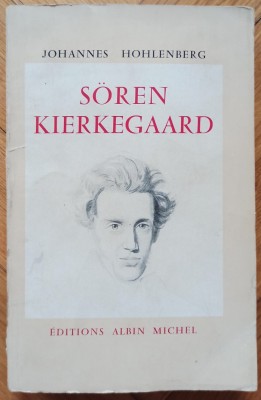 JOHANNES HOHLENBERG
SÖREN
KIERKEGAARD
ÉDITIONS ALBIN MICHEL